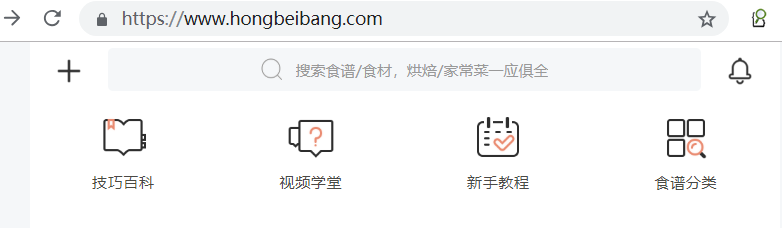 https://www.hongbeibang.com
搜索食谱/食材，烘焙/家常菜一应俱全
技巧百科 视频学堂 新手教程 食谱分类